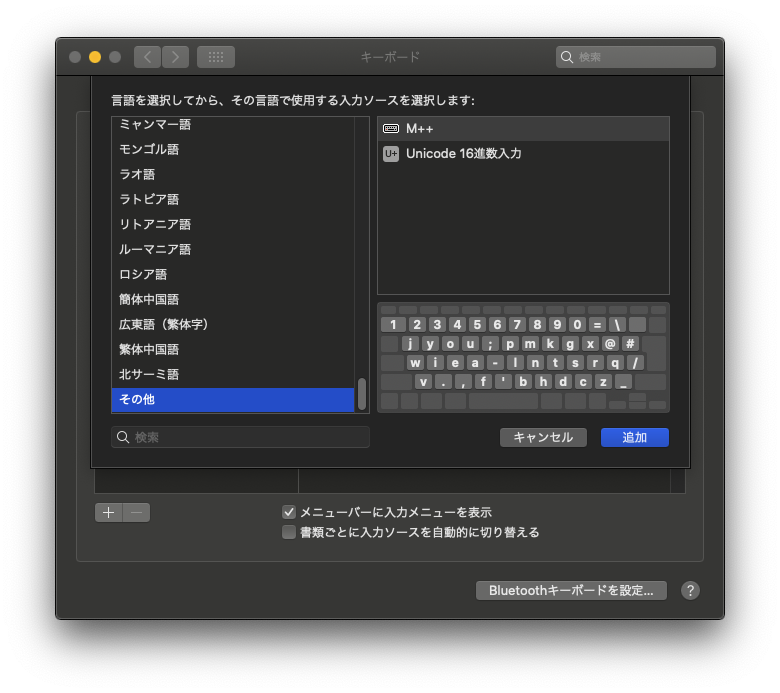 キーボード
検索
言語を選択してから、その言語で使用する入力ソースを選択します:
ミャンマー語
モンゴル語
ラオ語
ラトビア語
リトアニア語
ルーマニア語
ロシア語
簡体中国語
広東語（繁体字）
繁体中国語
北サーミ語
その他
M++
U+ Unicode 16進数入力
1 2 3 4 5 6 7 8 9 0 = \
j y o u ; p m k g x @ #
w i e a - l n t s r q /
v . , f ' b h d c z _
検索
キャンセル
追加
+ −
メニューバーに入力メニューを表示
書類ごとに入力ソースを自動的に切り替える
Bluetoothキーボードを設定...
?